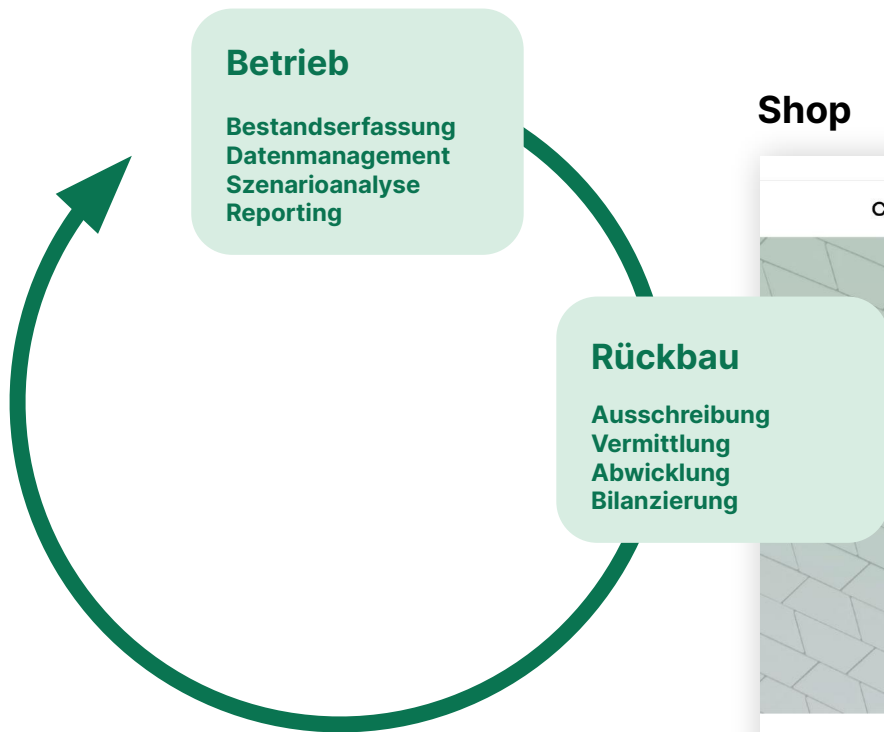 Betrieb
Bestandserfassung
Datenmanagement
Szenarioanalyse
Reporting
Shop
Rückbau
Ausschreibung
Vermittlung
Abwicklung
Bilanzierung